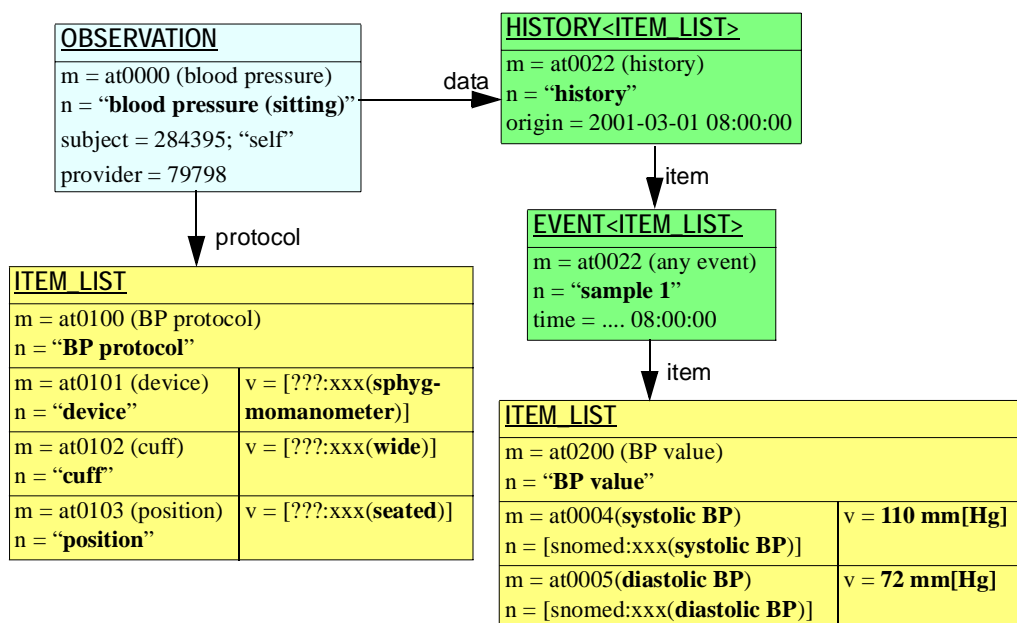 OBSERVATION
m = at0000 (blood pressure)
n = “blood pressure (sitting)”
subject = 284395; “self”
provider = 79798
data
HISTORY<ITEM_LIST>
m = at0022 (history)
n = “history”
origin = 2001-03-01 08:00:00
item
EVENT<ITEM_LIST>
m = at0022 (any event)
n = “sample 1”
time = .... 08:00:00
item
protocol
ITEM_LIST
m = at0100 (BP protocol)
n = “BP protocol”
m = at0101 (device)
n = “device”
v = [???:xxx(sphyg-
momanometer)]
m = at0102 (cuff)
n = “cuff”
v = [???:xxx(wide)]
m = at0103 (position)
n = “position”
v = [???:xxx(seated)]
ITEM_LIST
m = at0200 (BP value)
n = “BP value”
m = at0004(systolic BP)
n = [snomed:xxx(systolic BP)]
v = 110 mm[Hg]
m = at0005(diastolic BP)
n = [snomed:xxx(diastolic BP)]
v = 72 mm[Hg]